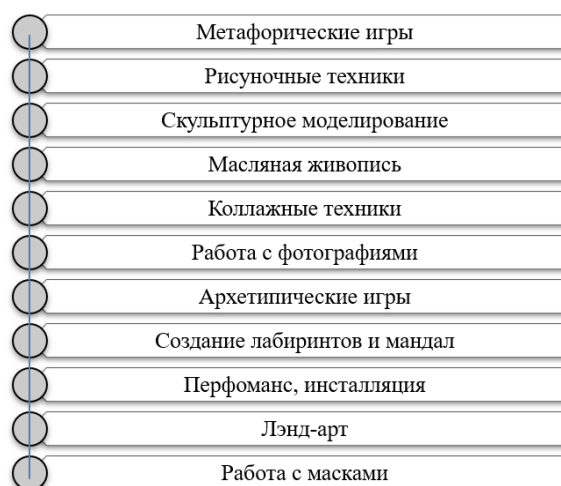 Метафорические игры
Рисуночные техники
Скульптурное моделирование
Масляная живопись
Коллажные техники
Работа с фотографиями
Архетипические игры
Создание лабиринтов и мандал
Перфоманс, инсталляция
Лэнд-арт
Работа с масками